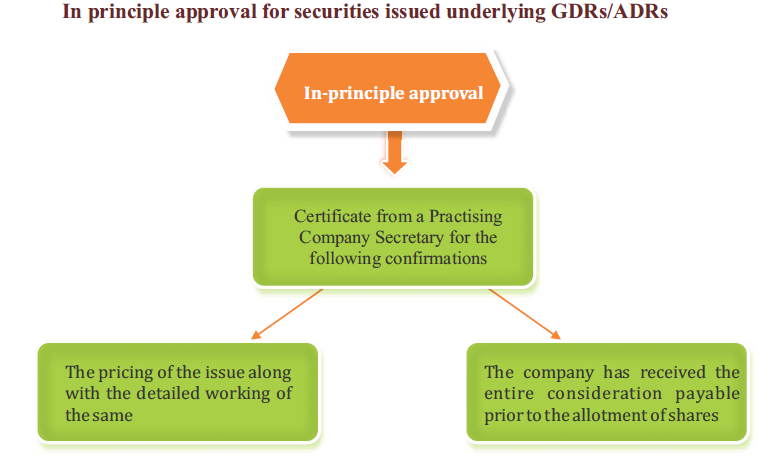 In principle approval for securities issued underlying GDRs/ADRs
In-principle approval
Certificate from a Practising
Company Secretary for the
following confirmations
The pricing of the issue along
with the detailed working of
the same
The company has received the
entire consideration payable
prior to the allotment of shares